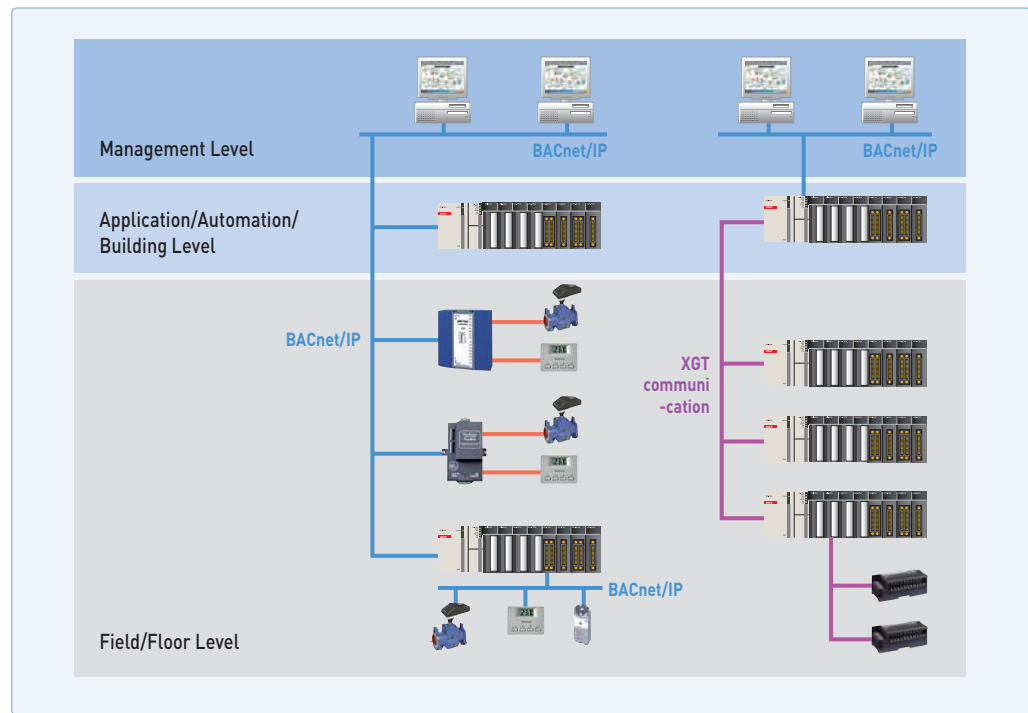 Management Level
BACnet/IP
BACnet/IP
Application/Automation/
Building Level
BACnet/IP
XGT
communi
-cation
BACnet/IP
Field/Floor Level